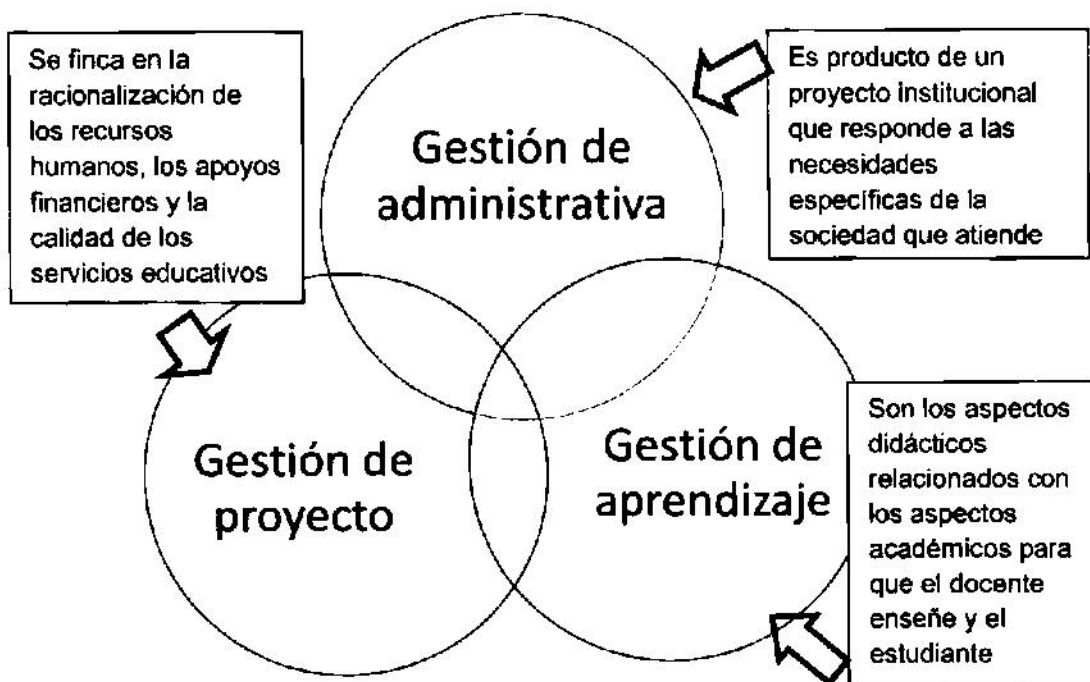 Se finca en la
racionalización de
los recursos
humanos, los apoyos
financieros y la
calidad de los
servicios educativos
Gestión de
administrativa
Es producto de un
proyecto institucional
que responde a las
necesidades
específicas de la
sociedad que atiende
Gestión de
proyecto
Gestión de
aprendizaje
Son los aspectos
didácticos
relacionados con
los aspectos
académicos para
que el docente
enseñe y el
estudiante